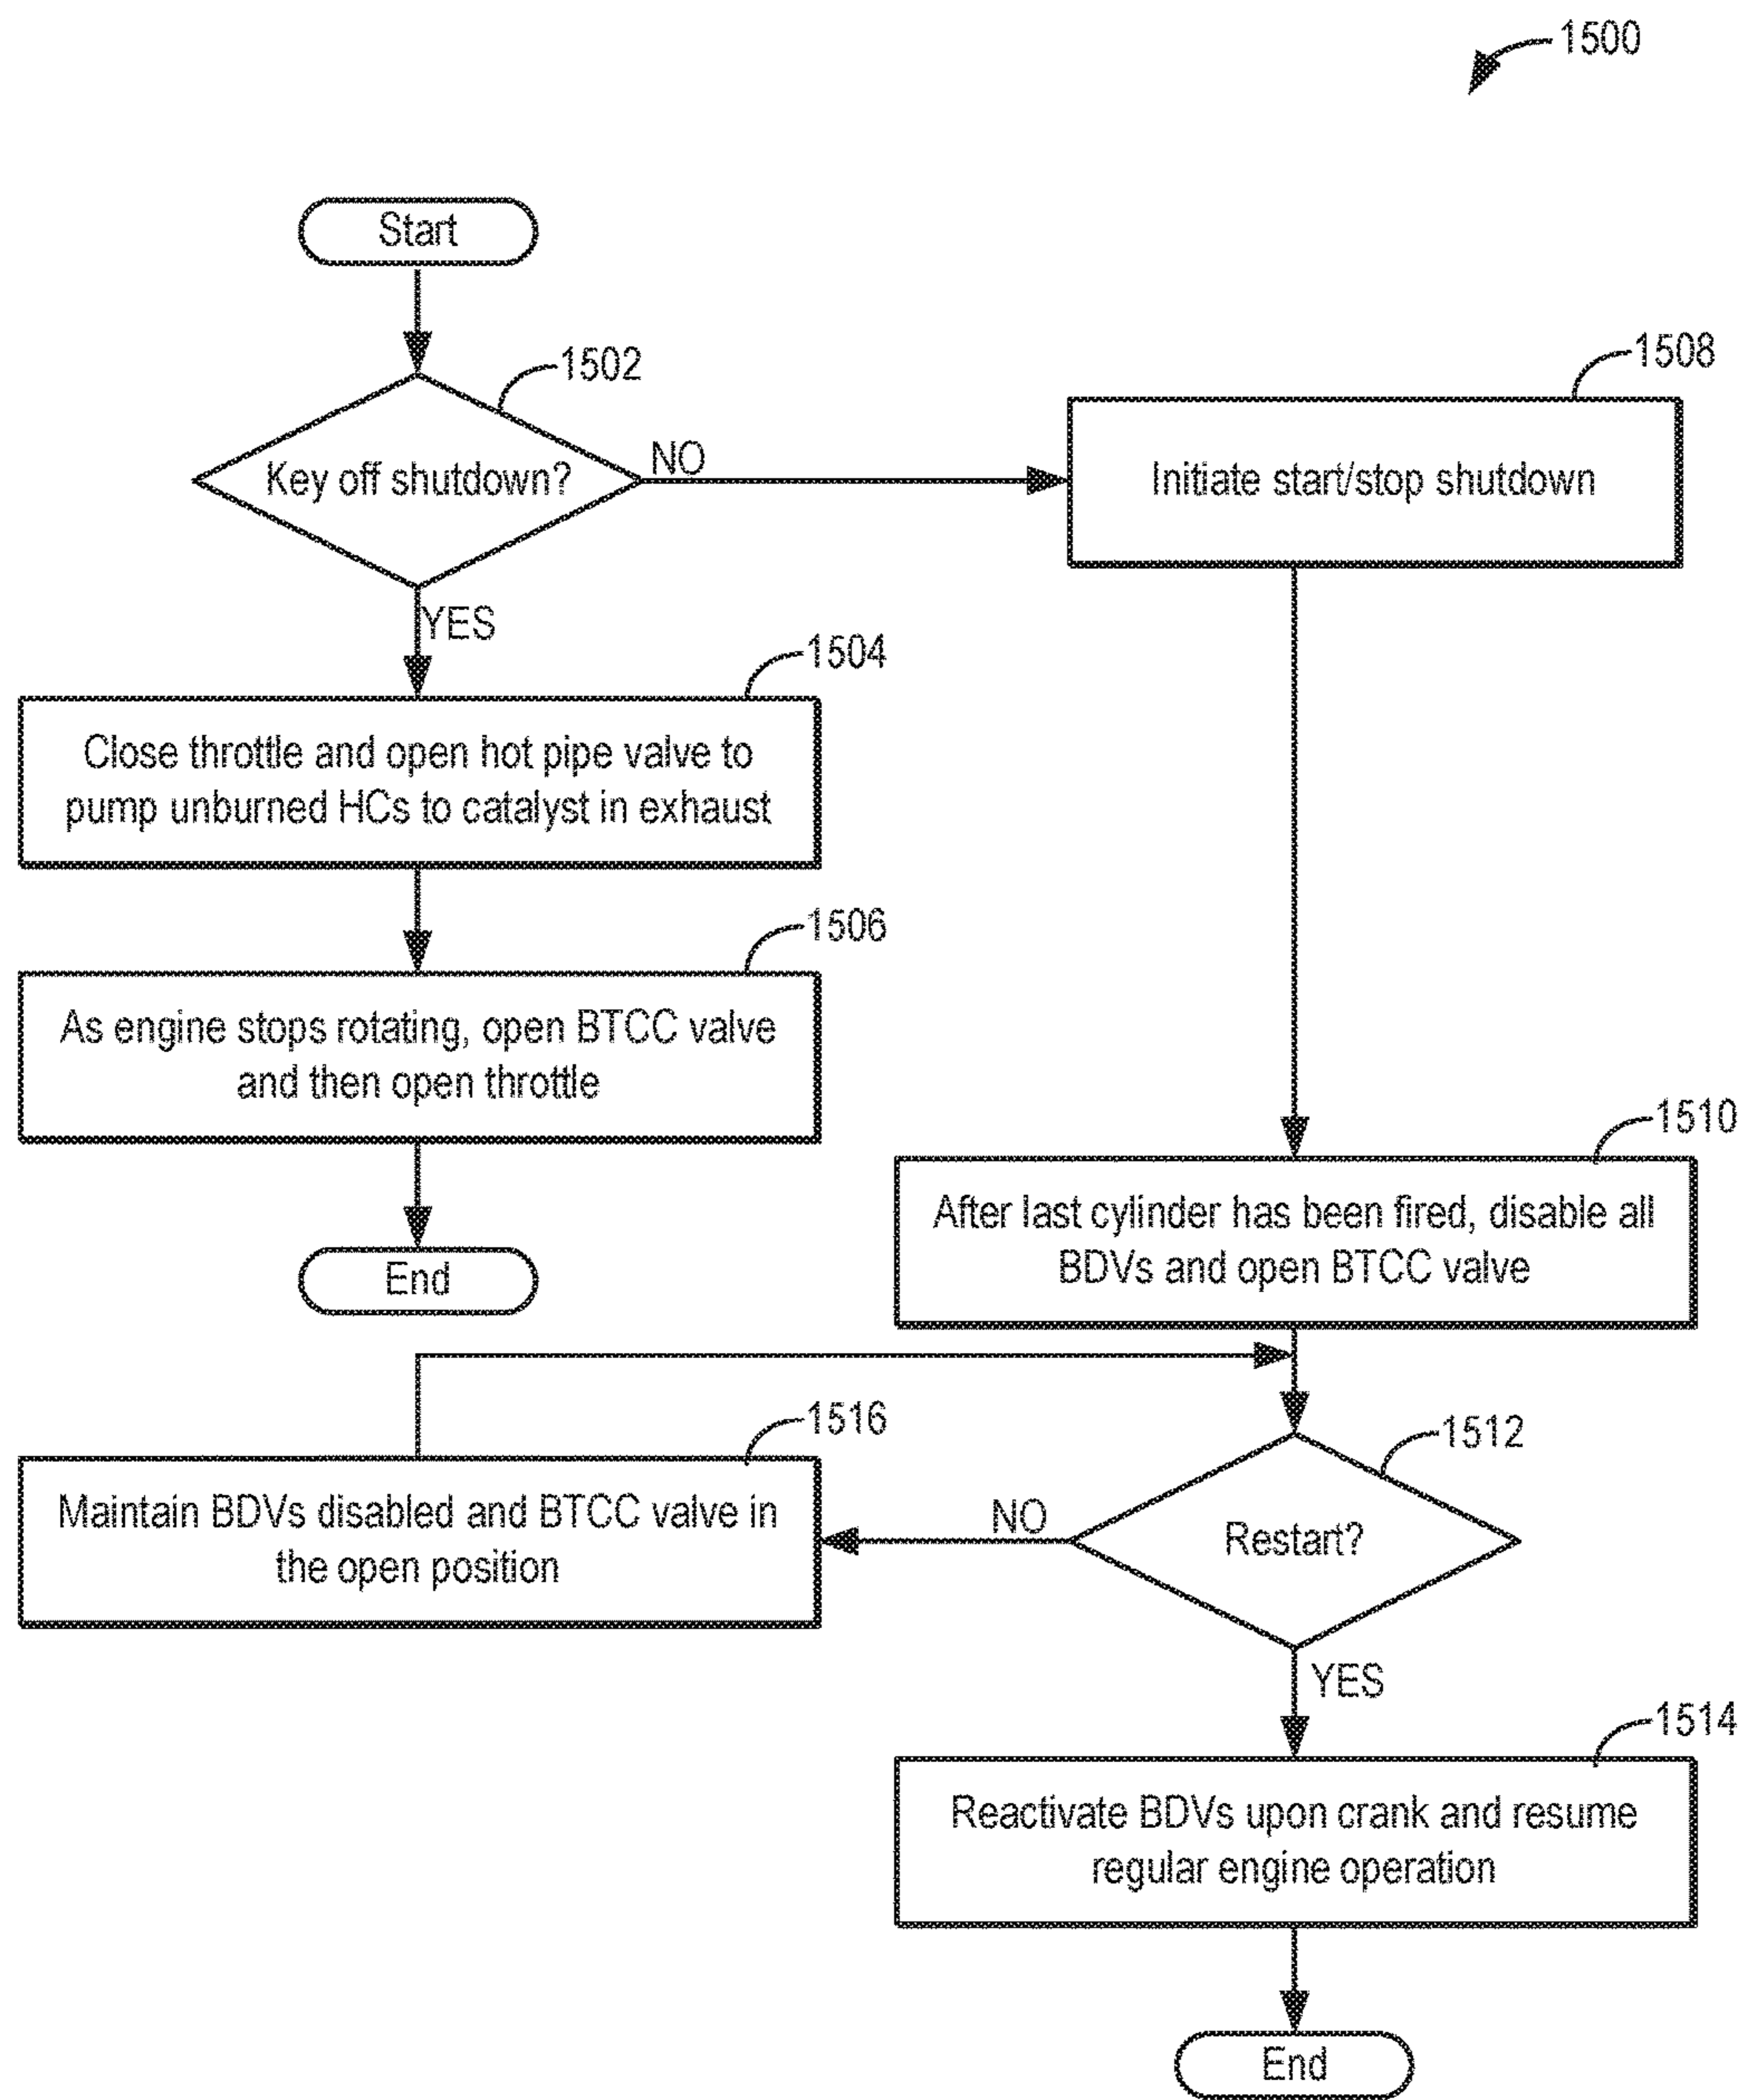 1500
Start
1502
Key off shutdown?
NO
1508
Initiate start/stop shutdown
YES
1504
Close throttle and open hot pipe valve to
pump unburned HCs to catalyst in exhaust
1506
As engine stops rotating, open BTCC valve
and then open throttle
End
1510
After last cylinder has been fired, disable all
BDVs and open BTCC valve
1512
Restart?
NO
1516
Maintain BDVs disabled and BTCC valve in
the open position
YES
1514
Reactivate BDVs upon crank and resume
regular engine operation
End